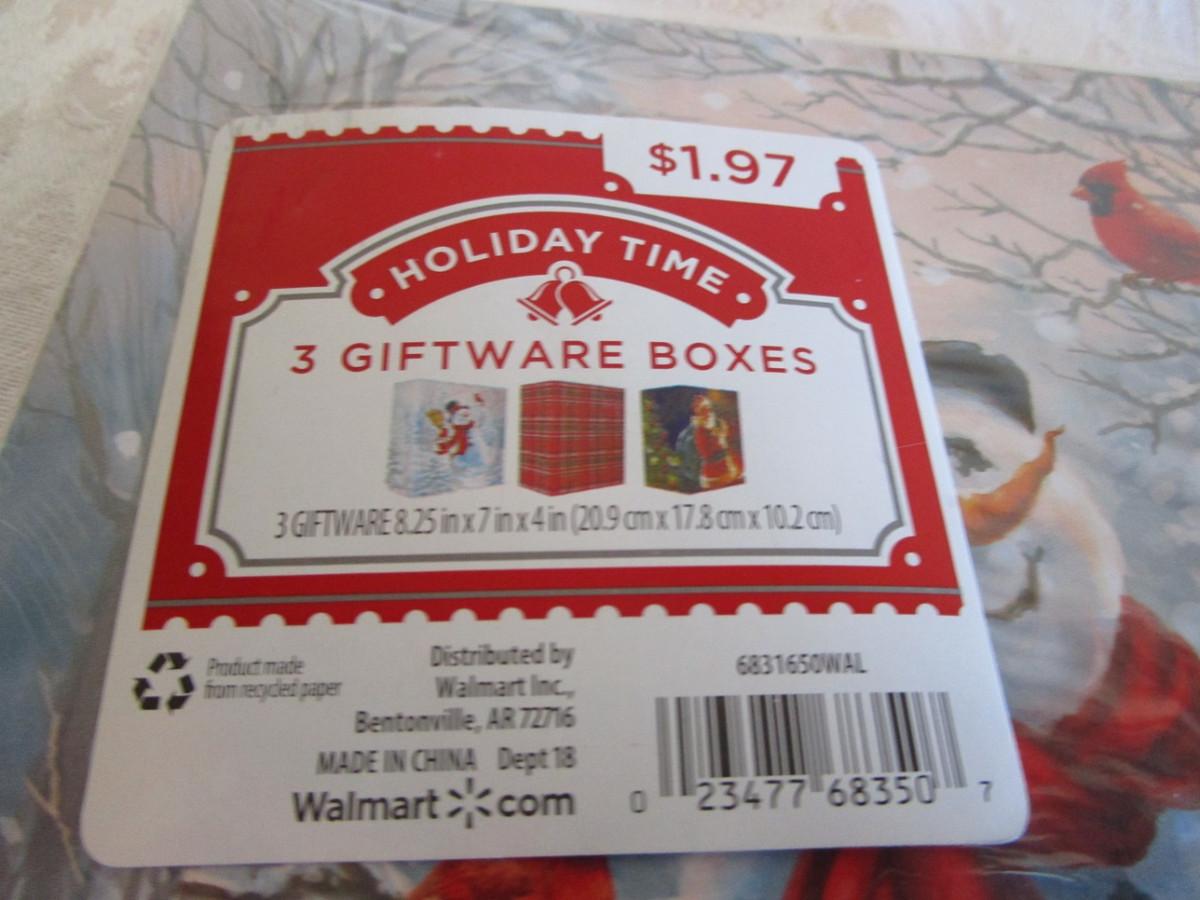 $1.97
HOLIDAY TIME
3 GIFTWARE BOXES
3 GIFTWARE 8.25 in x 7 in x 4 in (20.9 cm x 17.8 cm x 10.2 cm)
Product made
from recycled paper
Distributed by
Walmart Inc.,
Bentonville, AR 72716
MADE IN CHINA Dept 18
Walmart com
6831650WAL
0 23477 68350 7